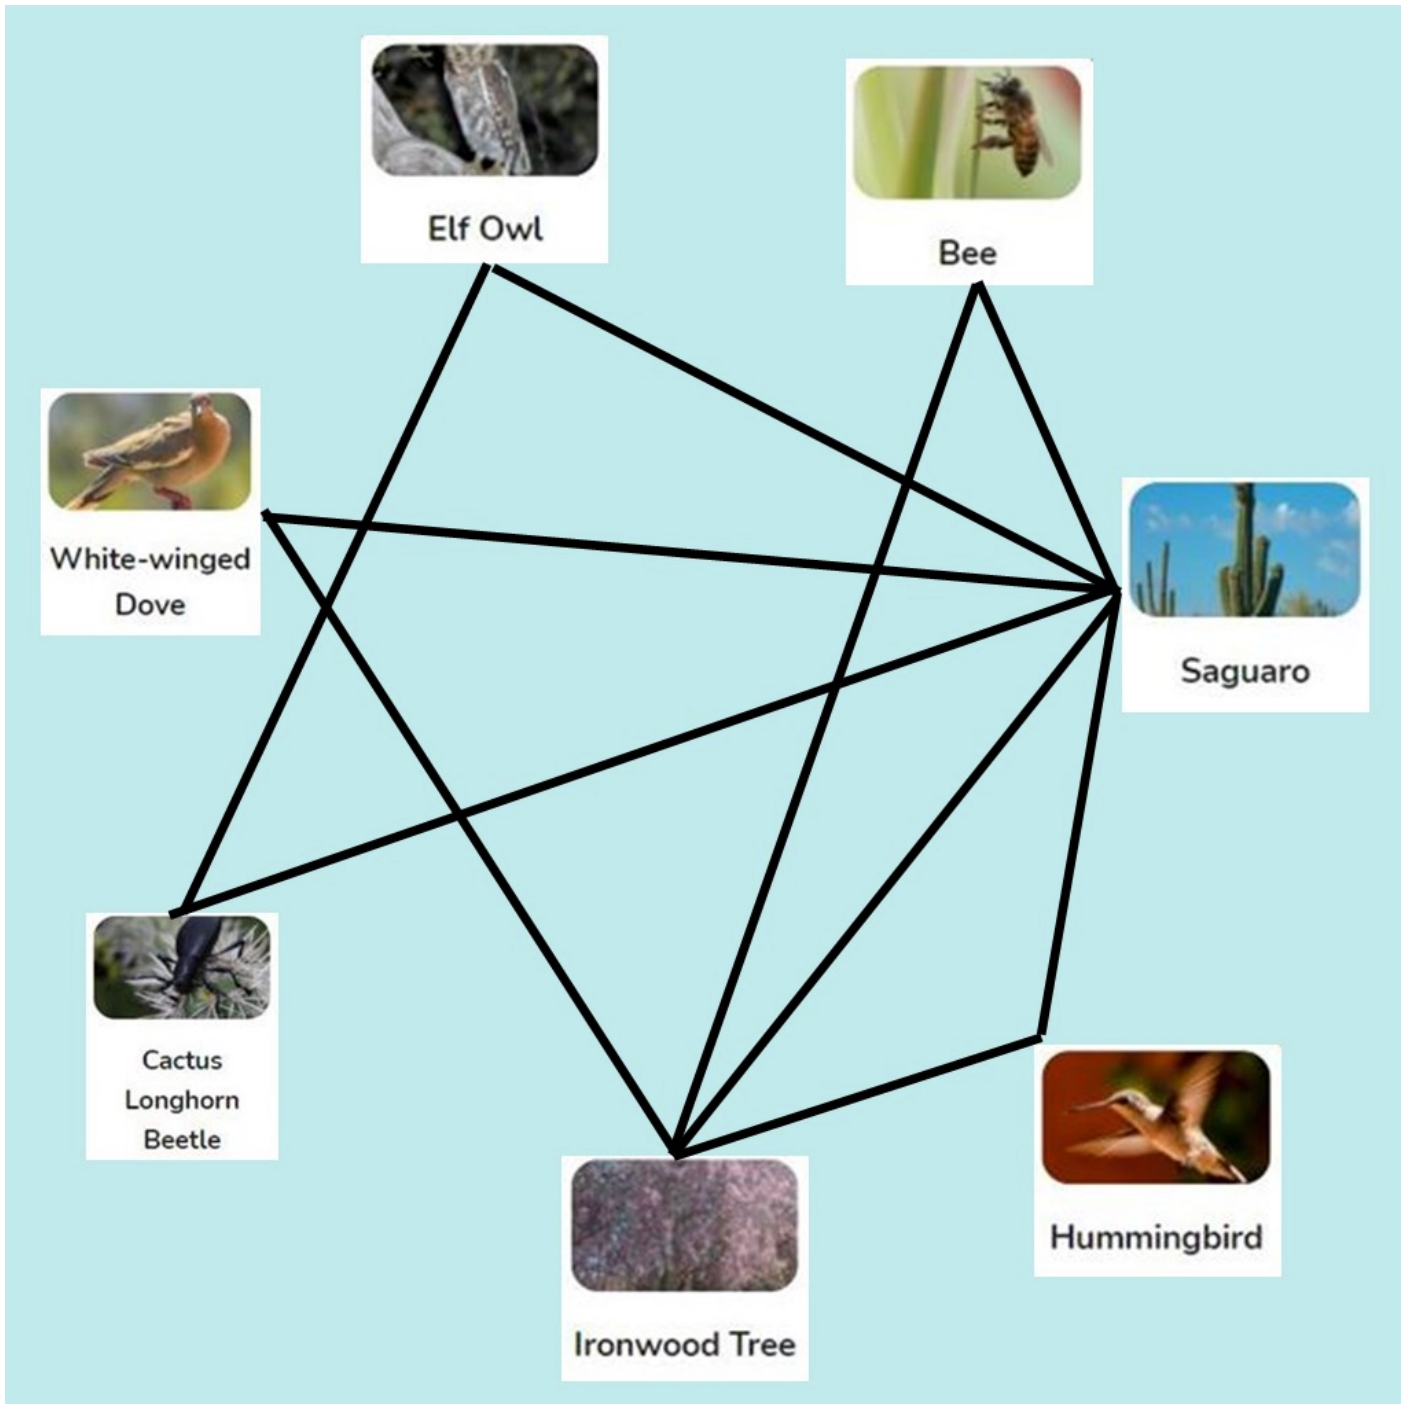 Elf Owl
Bee
White-winged
Dove
Saguaro
Cactus
Longhorn
Beetle
Hummingbird
Ironwood Tree